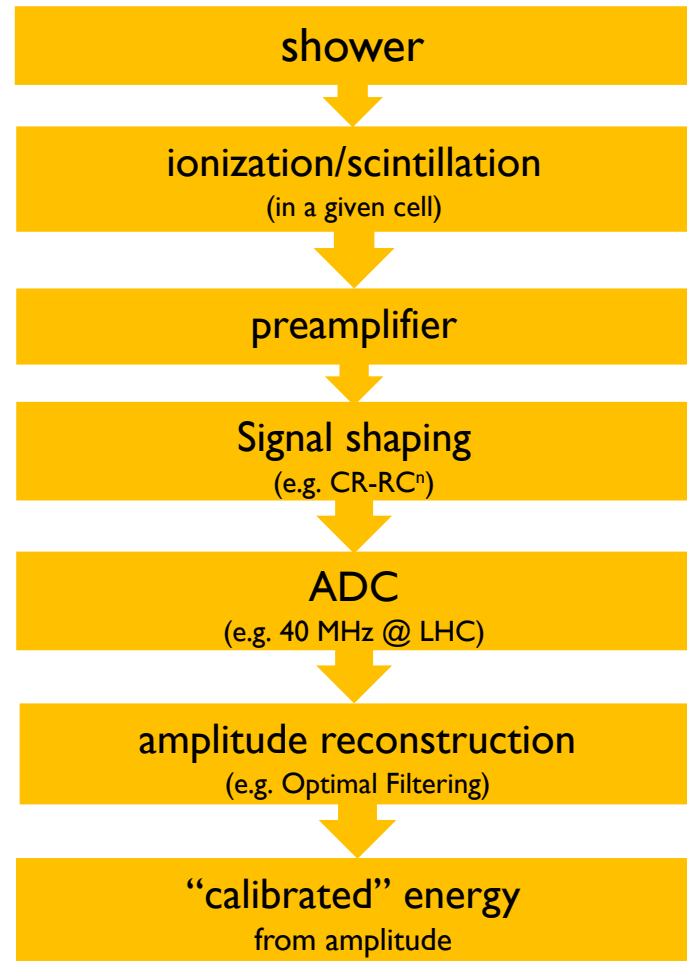 shower
ionization/scintillation
(in a given cell)
preamplifier
Signal shaping
(e.g. CR-RCⁿ)
ADC
(e.g. 40 MHz @ LHC)
amplitude reconstruction
(e.g. Optimal Filtering)
“calibrated” energy
from amplitude